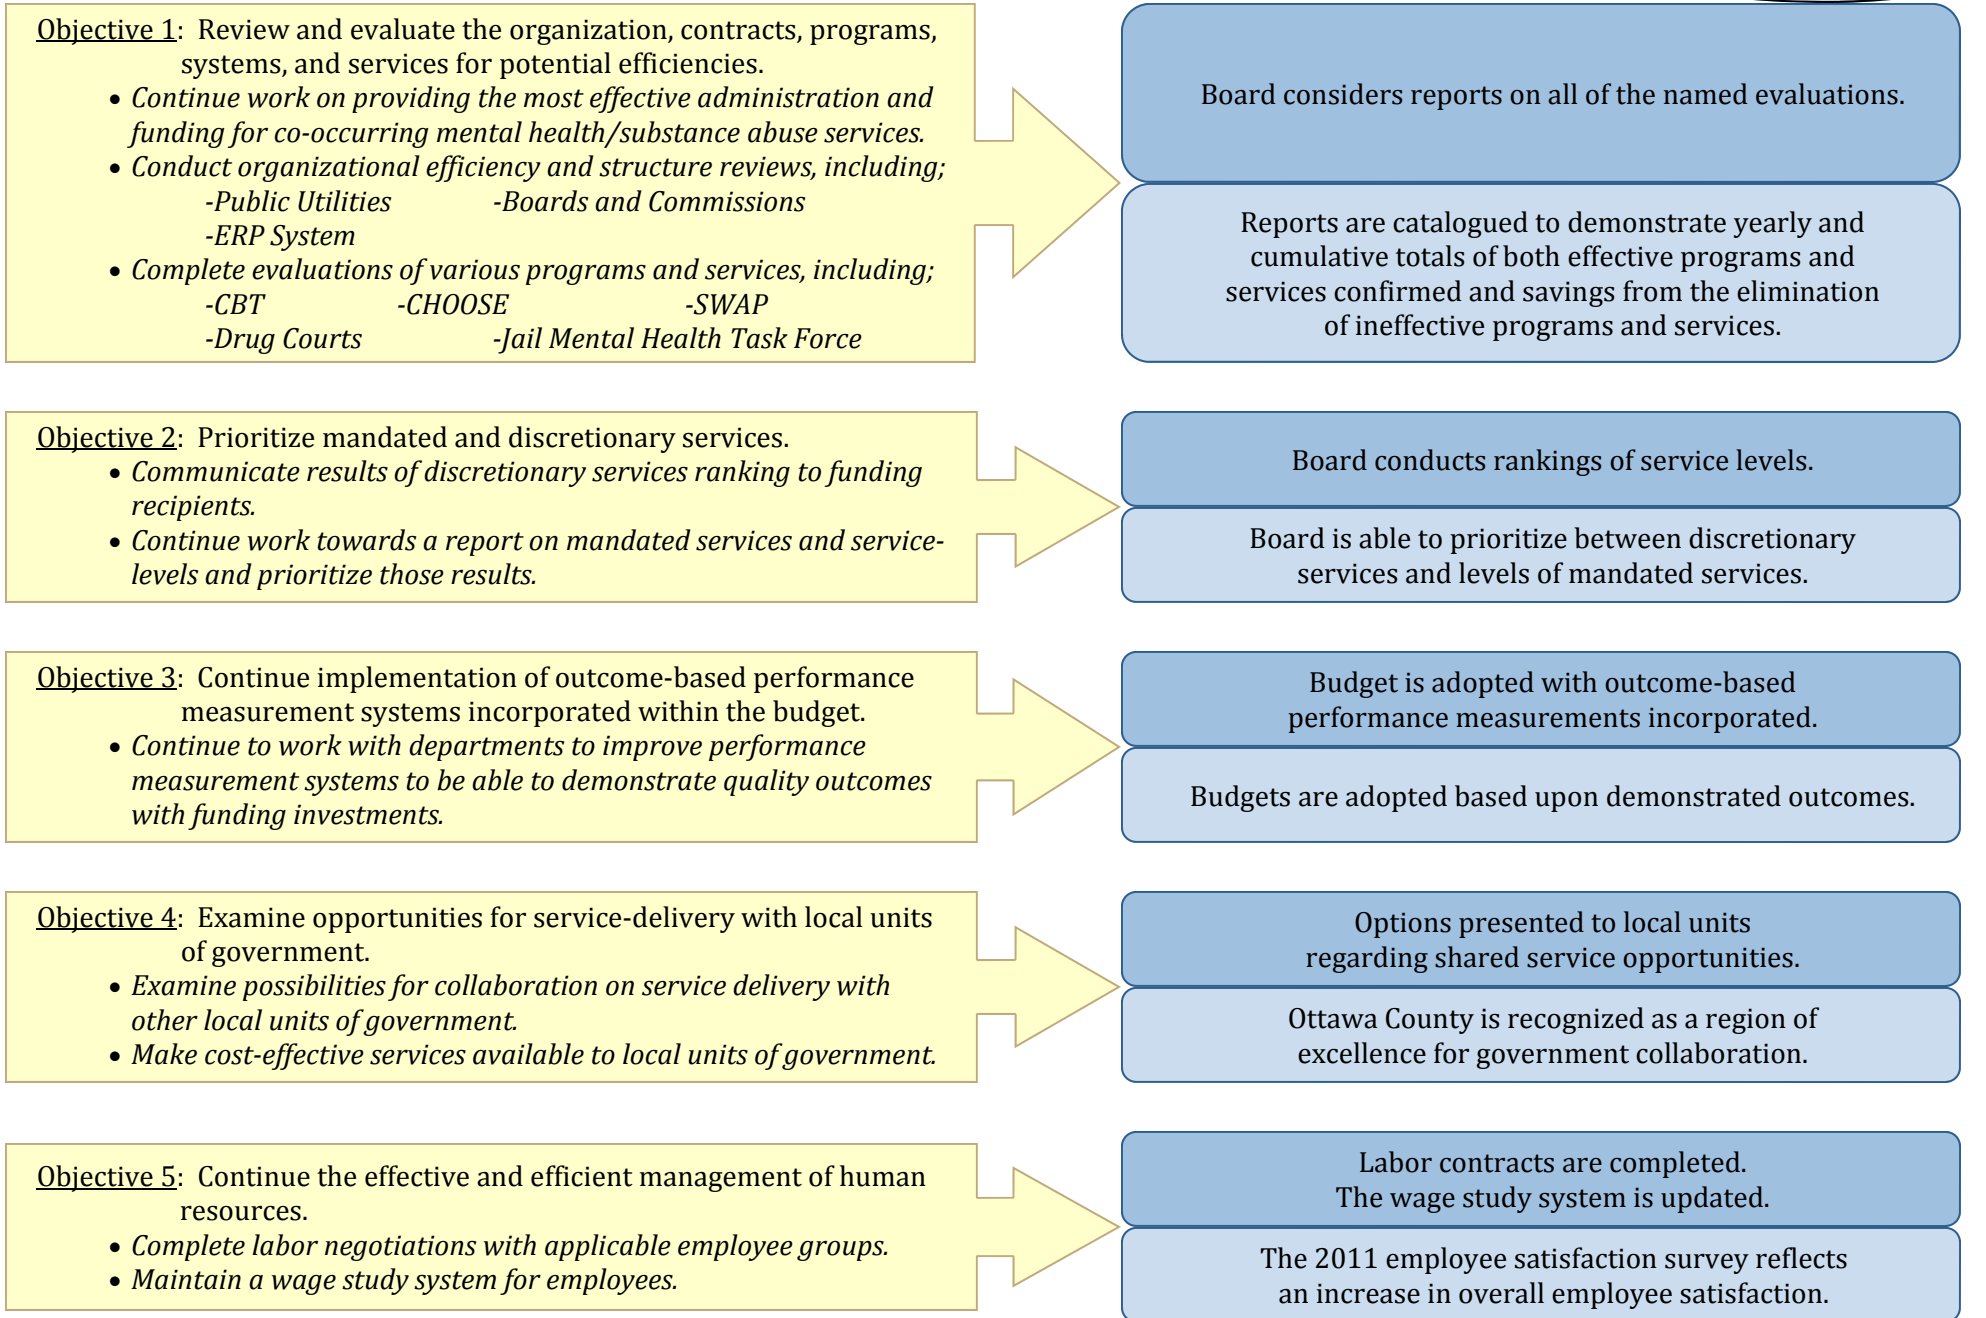 Objective 1: Review and evaluate the organization, contracts, programs,
systems, and services for potential efficiencies.
• Continue work on providing the most effective administration and
funding for co-occurring mental health/substance abuse services.
• Conduct organizational efficiency and structure reviews, including;
-Public Utilities -Boards and Commissions
-ERP System
• Complete evaluations of various programs and services, including;
-CBT -CHOOSE -SWAP
-Drug Courts -Jail Mental Health Task Force
Board considers reports on all of the named evaluations.
Reports are catalogued to demonstrate yearly and
cumulative totals of both effective programs and
services confirmed and savings from the elimination
of ineffective programs and services.
Objective 2: Prioritize mandated and discretionary services.
• Communicate results of discretionary services ranking to funding
recipients.
• Continue work towards a report on mandated services and service-
levels and prioritize those results.
Board conducts rankings of service levels.
Board is able to prioritize between discretionary
services and levels of mandated services.
Objective 3: Continue implementation of outcome-based performance
measurement systems incorporated within the budget.
• Continue to work with departments to improve performance
measurement systems to be able to demonstrate quality outcomes
with funding investments.
Budget is adopted with outcome-based
performance measurements incorporated.
Budgets are adopted based upon demonstrated outcomes.
Objective 4: Examine opportunities for service-delivery with local units
of government.
• Examine possibilities for collaboration on service delivery with
other local units of government.
• Make cost-effective services available to local units of government.
Options presented to local units
regarding shared service opportunities.
Ottawa County is recognized as a region of
excellence for government collaboration.
Objective 5: Continue the effective and efficient management of human
resources.
• Complete labor negotiations with applicable employee groups.
• Maintain a wage study system for employees.
Labor contracts are completed.
The wage study system is updated.
The 2011 employee satisfaction survey reflects
an increase in overall employee satisfaction.